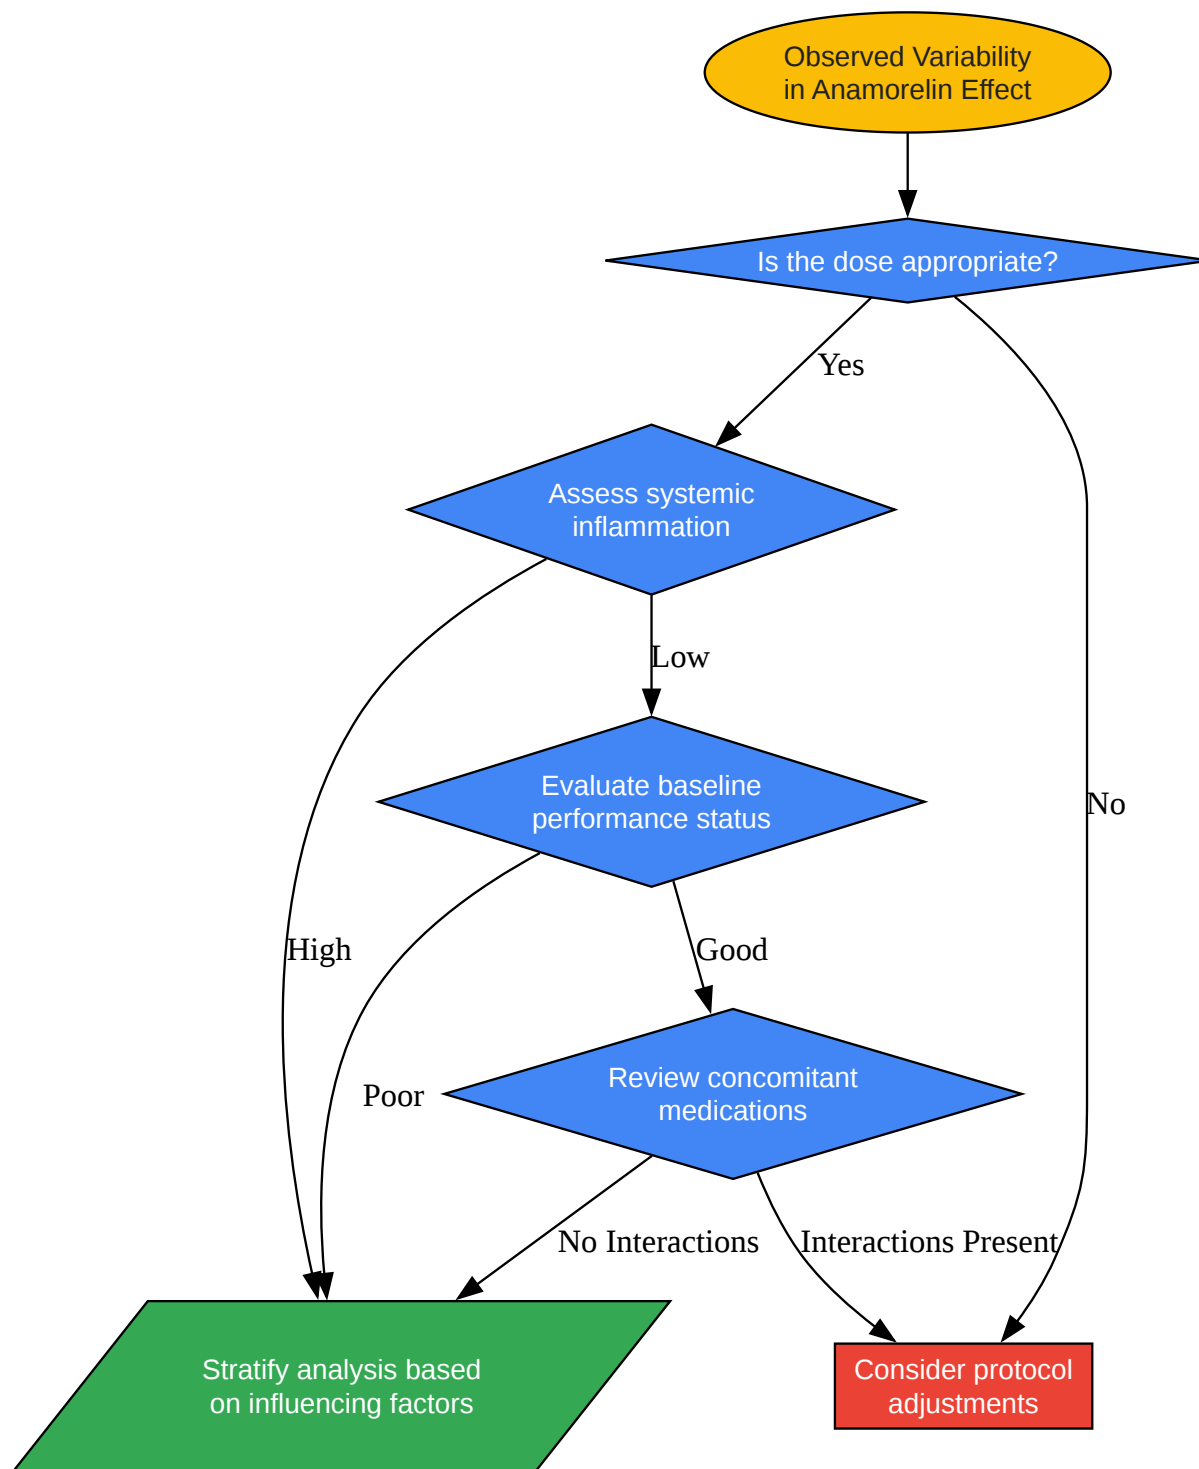 Observed Variability
in Anamorelin Effect
Is the dose appropriate?
Yes
Assess systemic
inflammation
Low
Evaluate baseline
performance status
No
High
Good
Review concomitant
medications
Poor
No Interactions
Interactions Present
Stratify analysis based
on influencing factors
Consider protocol
adjustments